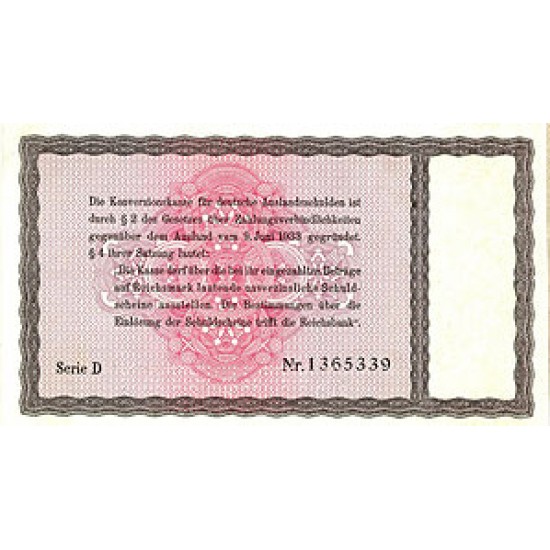 Die Konversionskasse für deutsche Auslandsschulden ist
durch § 2 des Gesetzes über Zahlungsverbindlichkeiten
gegenüber dem Ausland vom 9. Juni 1933 gegründet.
§ 4 ihrer Satzung lautet:
„Die Kasse darf über die bei ihr eingezahlten Beträge
auf Reichsmark lautende unverzinsliche Schuld-
scheine ausstellen. Die Bestimmungen über die
Einlösung der Schuldscheine trifft die Reichsbank“.
Serie D
Nr. 1365339